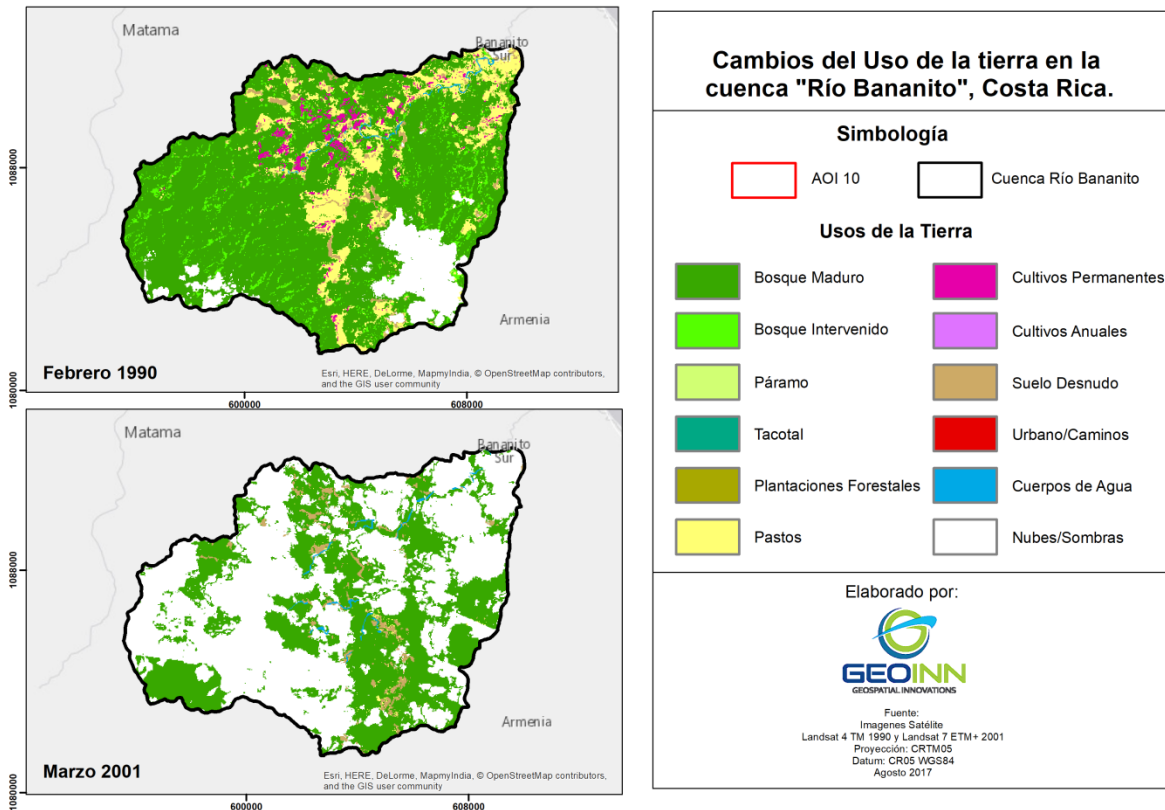 Matama
Bananito
Sur
Armenia
Febrero 1990
Esri, HERE, DeLorme, MapmyIndia, © OpenStreetMap contributors,
and the GIS user community
1088000
1080000
600000
608000
Matama
Bananito
Sur
Armenia
Marzo 2001
Esri, HERE, DeLorme, MapmyIndia, © OpenStreetMap contributors,
and the GIS user community
1088000
1080000
600000
608000
Cambios del Uso de la tierra en la
cuenca "Río Bananito", Costa Rica.
Simbología
AOI 10
Cuenca Río Bananito
Usos de la Tierra
Bosque Maduro
Cultivos Permanentes
Bosque Intervenido
Cultivos Anuales
Páramo
Suelo Desnudo
Tacotal
Urbano/Caminos
Plantaciones Forestales
Cuerpos de Agua
Pastos
Nubes/Sombras
Elaborado por:
GEOINN
GEOSPATIAL INNOVATIONS
Fuente:
Imagenes Satélite
Landsat 4 TM 1990 y Landsat 7 ETM+ 2001
Proyección: CRTM05
Datum: CR05 WGS84
Agosto 2017